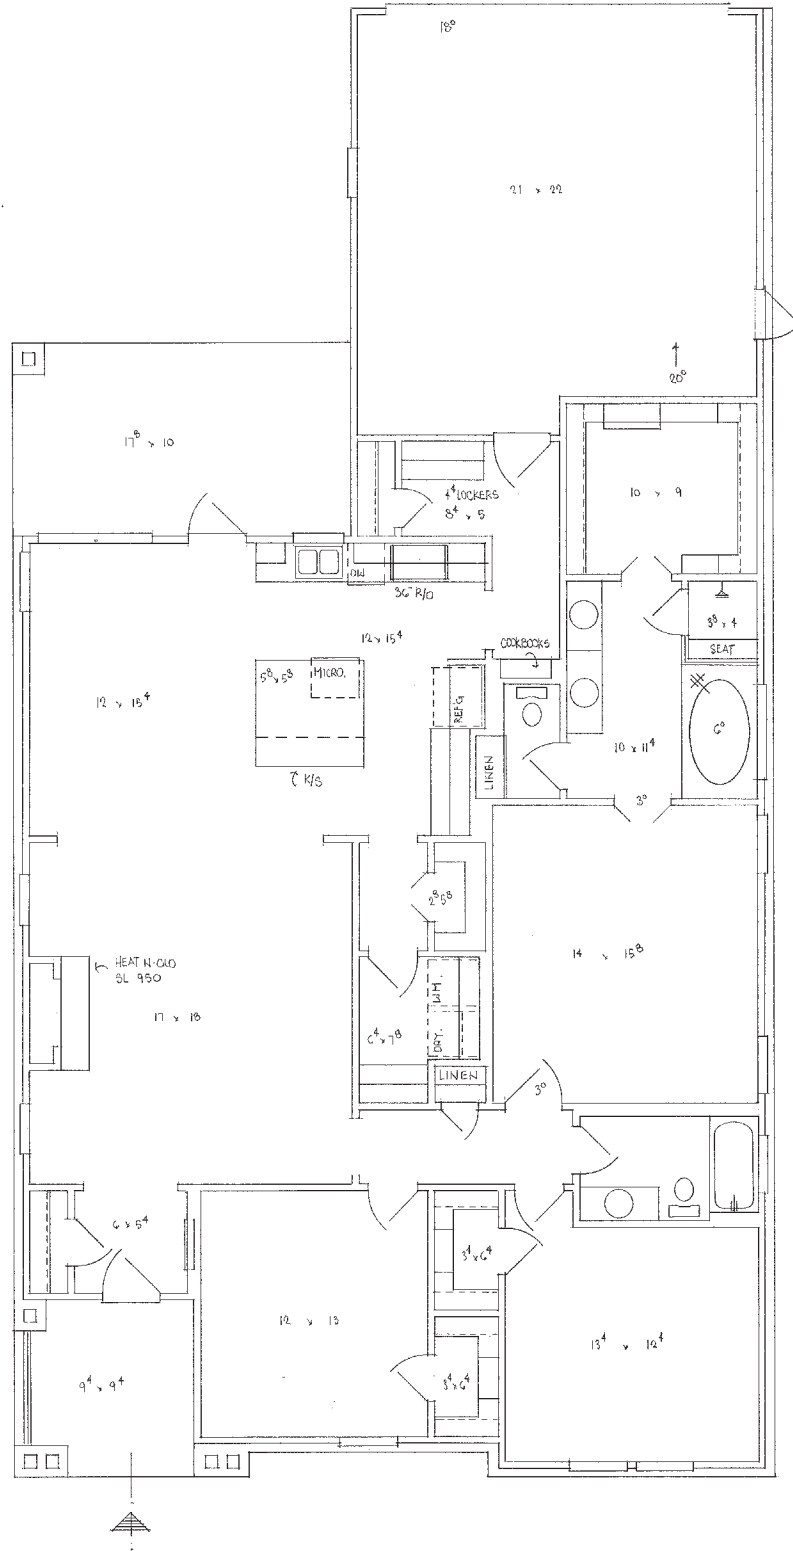 18⁰
21 x 22
20⁰
17⁸ x 10
4⁴ LOCKERS
8⁴ x 5
10 x 9
DW
36" R/O
12 x 15⁴
COOKBOOKS
3⁸ x 4
SEAT
5⁸ x 5⁸
MICRO.
12 x 15⁴
REFG
6⁰
K/S
LINEN
10 x 11⁴
3⁰
2⁸ 5⁸
14 x 15⁸
HEAT N-GLO
SL 950
17 x 18
W.M.
6⁴ x 7⁸
DRY.
LINEN
3⁰
6 x 5⁴
3⁴ x 6⁴
12 x 13
13⁴ x 12⁴
9⁴ x 9⁴
3⁴ x 6⁴